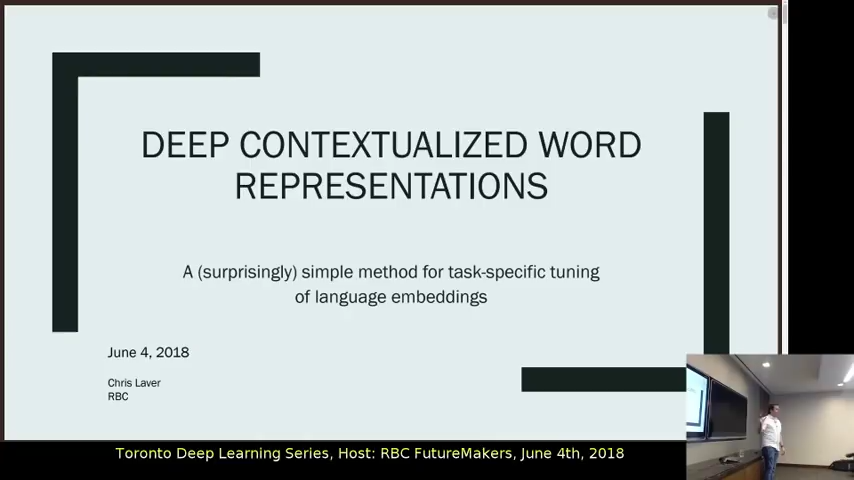 DEEP CONTEXTUALIZED WORD
REPRESENTATIONS
A (surprisingly) simple method for task-specific tuning
of language embeddings
June 4, 2018
Chris Laver
RBC
Toronto Deep Learning Series, Host: RBC FutureMakers, June 4th, 2018